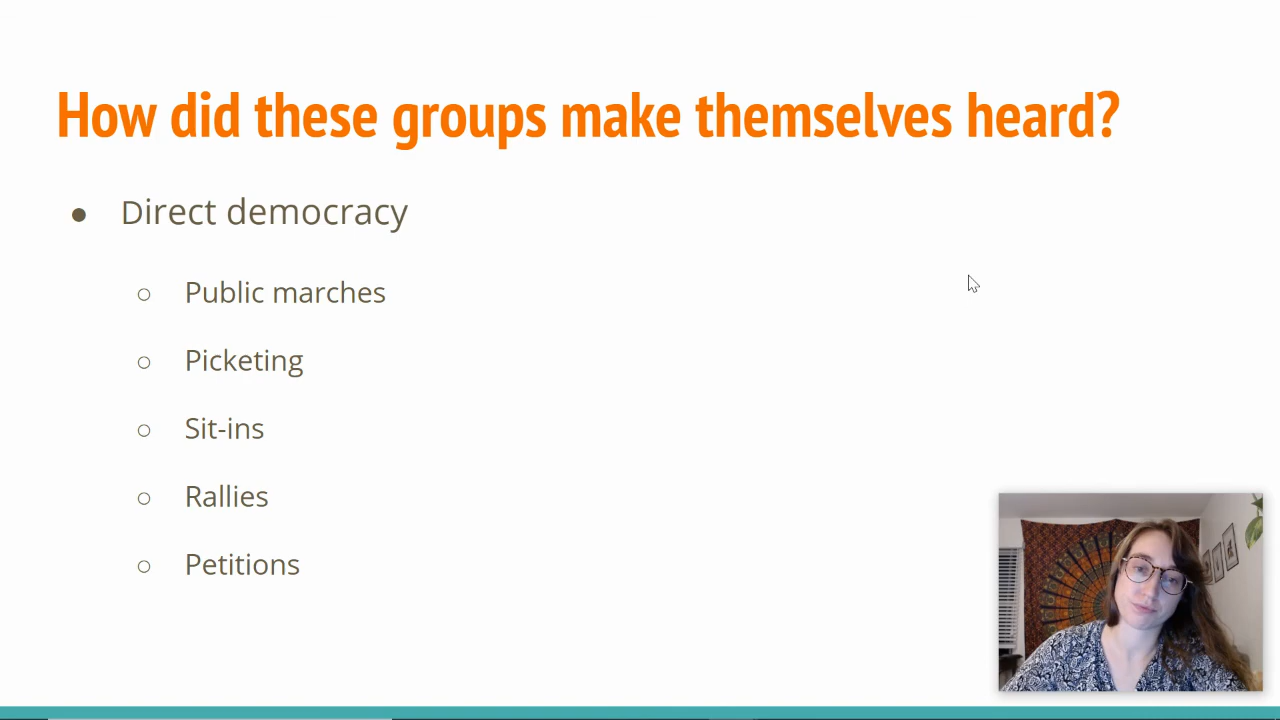 How did these groups make themselves heard?
● Direct democracy
○ Public marches
○ Picketing
○ Sit-ins
○ Rallies
○ Petitions